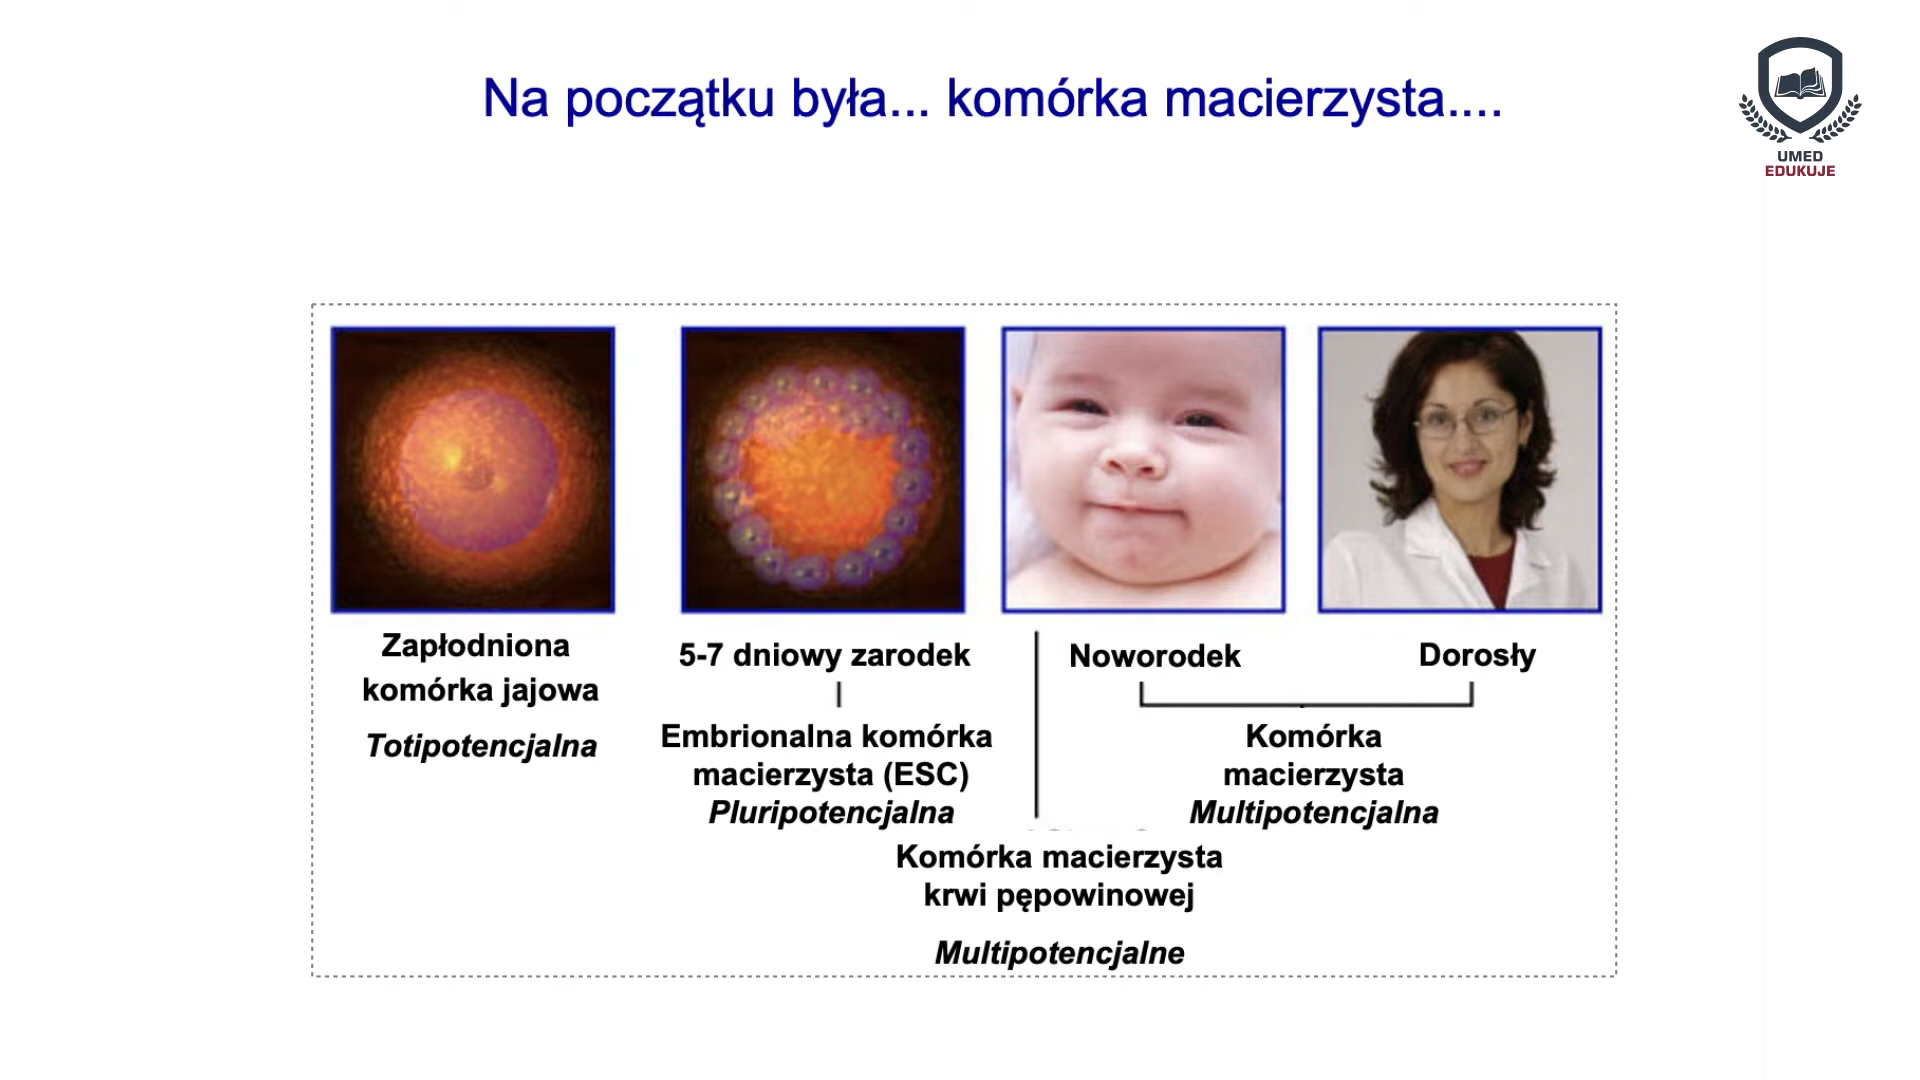 Na początku była... komórka macierzysta....
UMED
EDUKUJE
Zapłodniona
komórka jajowa
Totipotencjalna
5-7 dniowy zarodek
Embrionalna komórka
macierzysta (ESC)
Pluripotencjalna
Noworodek
Dorosły
Komórka
macierzysta
Multipotencjalna
Komórka macierzysta
krwi pępowinowej
Multipotencjalne